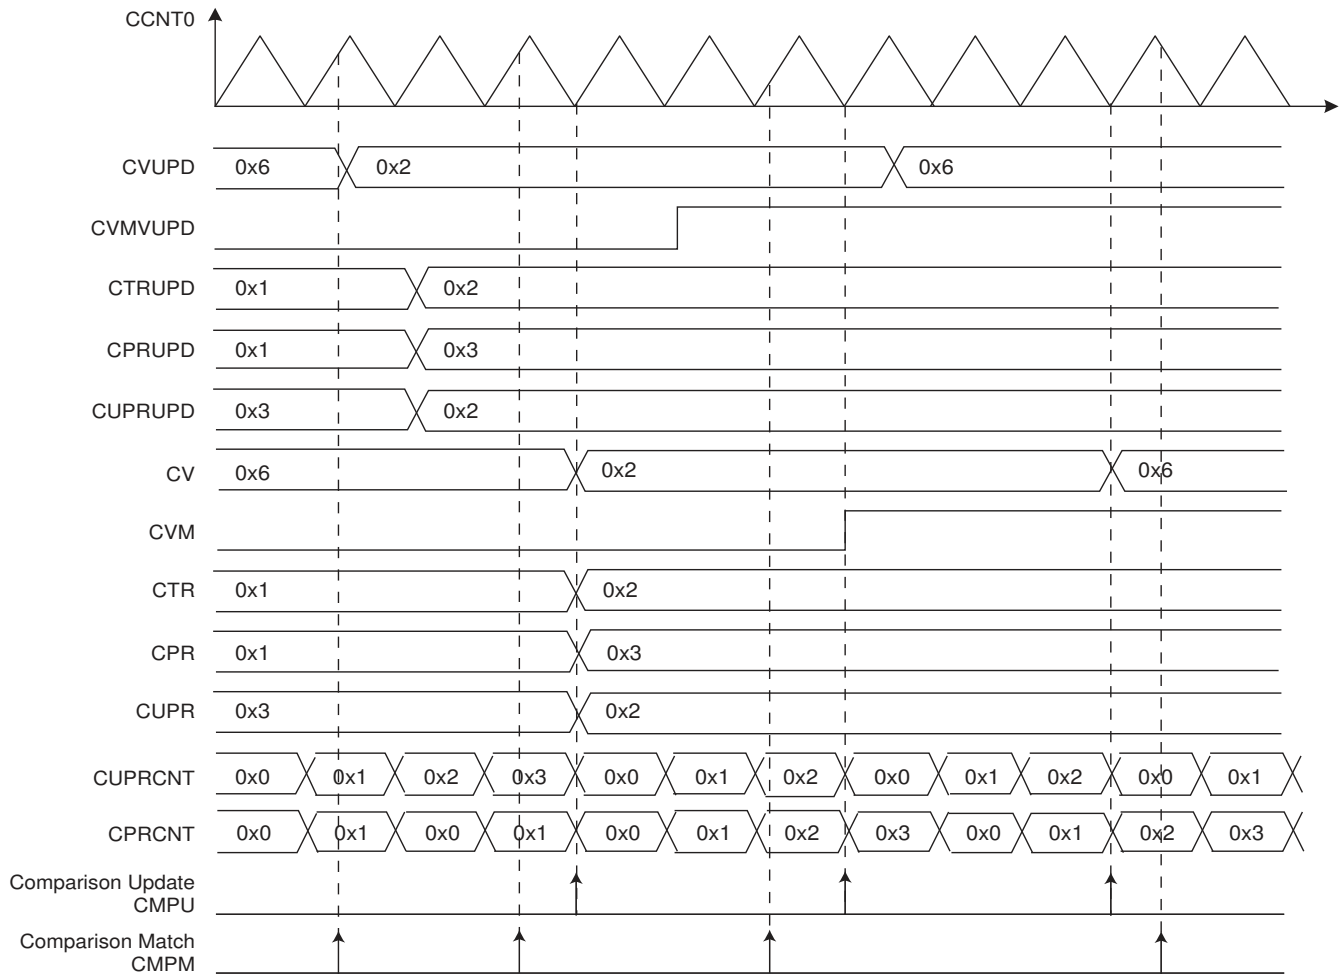 CCNT0
CVUPD 0x6 0x2 0x6
CVMVUPD
CTRUPD 0x1 0x2
CPRUPD 0x1 0x3
CUPRUPD 0x3 0x2
CV 0x6 0x2 0x6
CVM
CTR 0x1 0x2
CPR 0x1 0x3
CUPR 0x3 0x2
CUPRCNT 0x0 0x1 0x2 0x3 0x0 0x1 0x2 0x0 0x1 0x2 0x0 0x1
CPRCNT 0x0 0x1 0x0 0x1 0x0 0x1 0x2 0x3 0x0 0x1 0x2 0x3
Comparison Update
CMPU
Comparison Match
CMPM